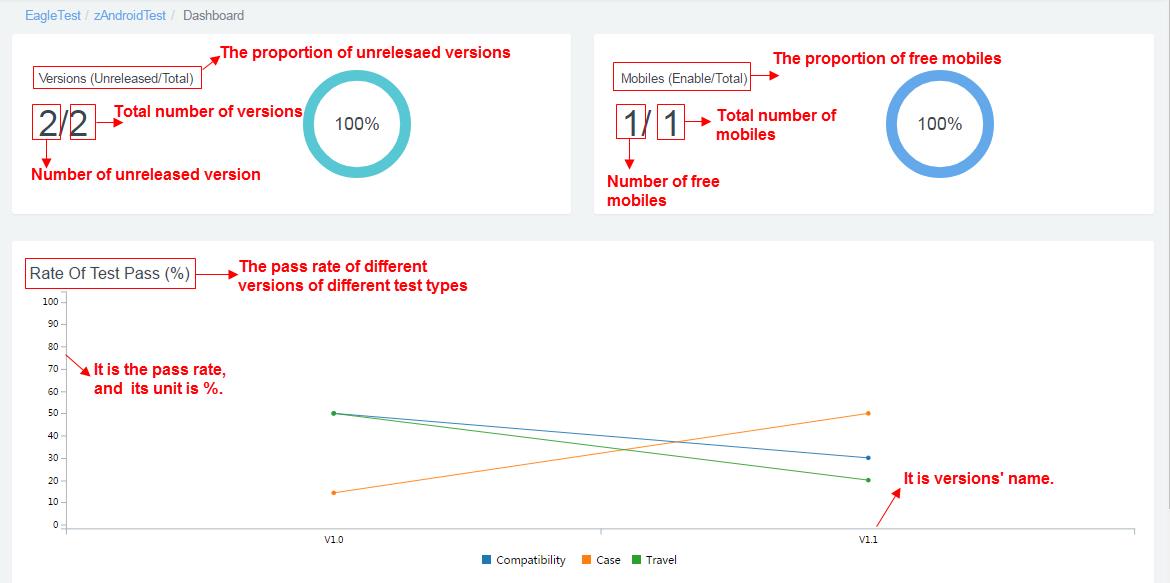 EagleTest / zAndroidTest / Dashboard
The proportion of unrelesaed versions
Versions (Unreleased/Total)
2/2
Total number of versions
100%
Number of unreleased version
The proportion of free mobiles
Mobiles (Enable/Total)
1/ 1
Total number of
mobiles
100%
Number of free
mobiles
Rate Of Test Pass (%)
The pass rate of different
versions of different test types
100
90
80
70
60
50
40
30
20
10
0
It is the pass rate,
and its unit is %.
It is versions' name.
V1.0
V1.1
Compatibility Case Travel